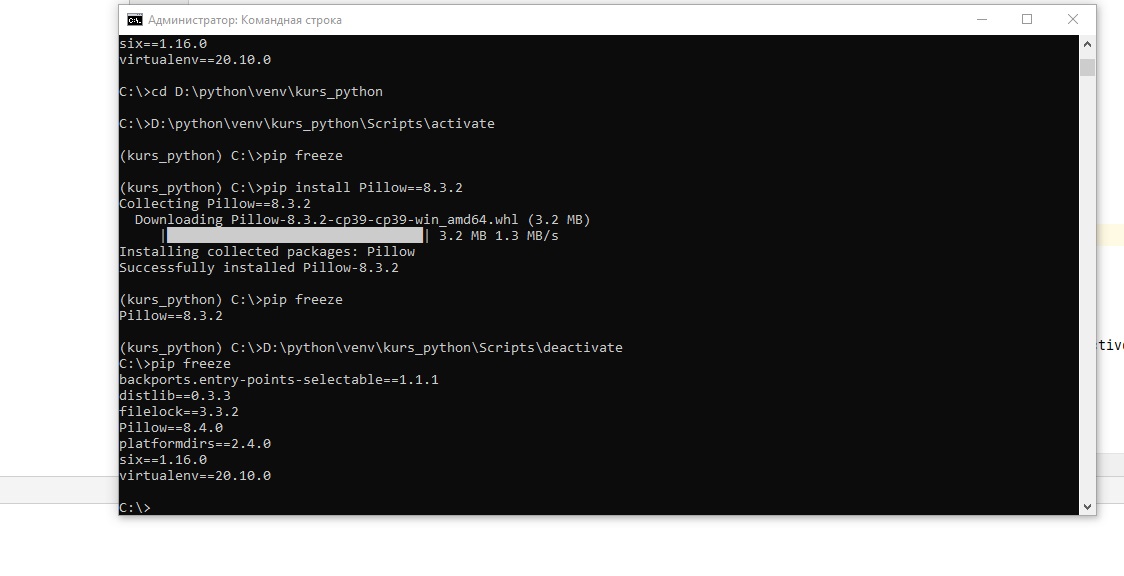 Администратор: Командная строка
six==1.16.0
virtualenv==20.10.0
C:\>cd D:\python\venv\kurs_python
C:\>D:\python\venv\kurs_python\Scripts\activate
(kurs_python) C:\>pip freeze
(kurs_python) C:\>pip install Pillow==8.3.2
Collecting Pillow==8.3.2
  Downloading Pillow-8.3.2-cp39-cp39-win_amd64.whl (3.2 MB)
     || 3.2 MB 1.3 MB/s
Installing collected packages: Pillow
Successfully installed Pillow-8.3.2
(kurs_python) C:\>pip freeze
Pillow==8.3.2
(kurs_python) C:\>D:\python\venv\kurs_python\Scripts\deactivate
C:\>pip freeze
backports.entry-points-selectable==1.1.1
distlib==0.3.3
filelock==3.3.2
Pillow==8.4.0
platformdirs==2.4.0
six==1.16.0
virtualenv==20.10.0
C:\>